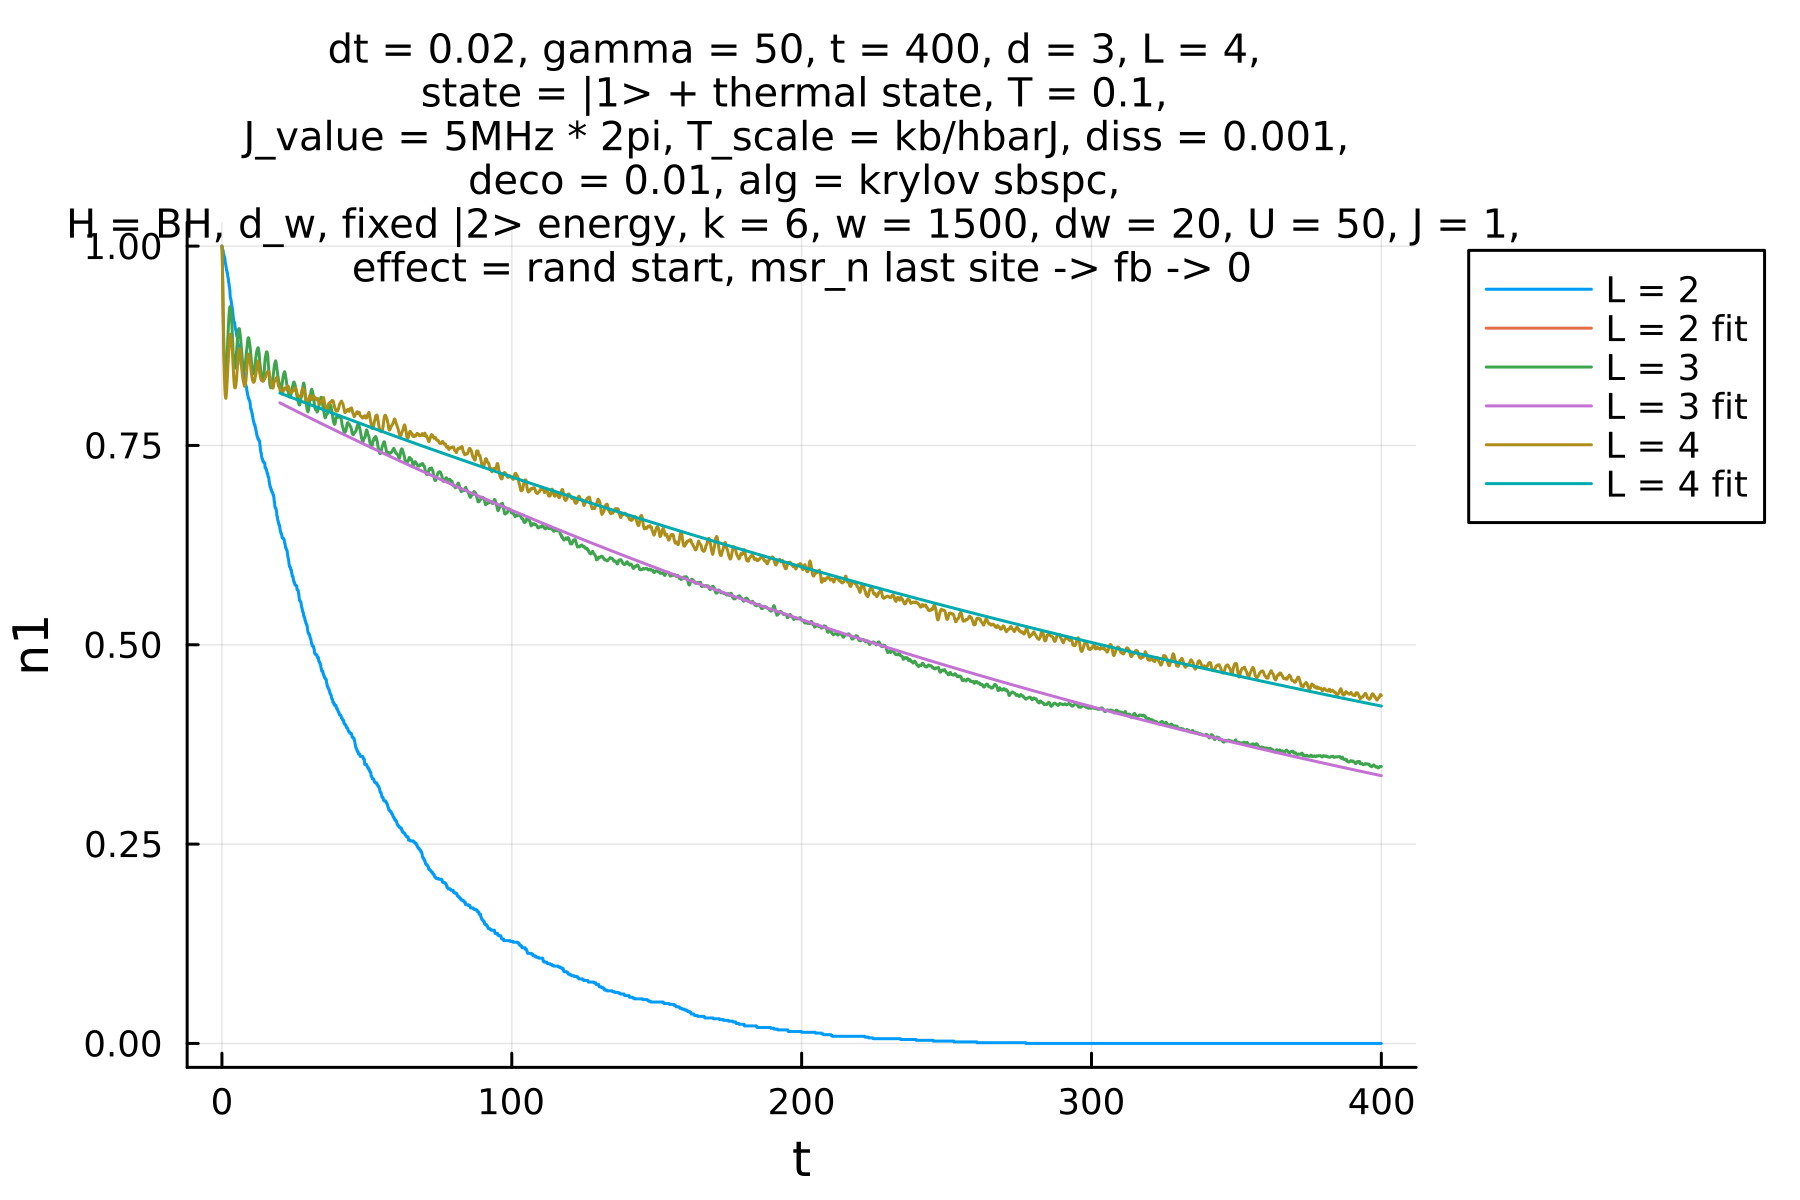 dt = 0.02, gamma = 50, t = 400, d = 3, L = 4,
state = |1> + thermal state, T = 0.1,
J_value = 5MHz * 2pi, T_scale = kb/hbarJ, diss = 0.001,
deco = 0.01, alg = krylov sbspc,
H = BH, d_w, fixed |2> energy, k = 6, w = 1500, dw = 20, U = 50, J = 1,
effect = rand start, msr_n last site -> fb -> 0
1.00
0.75
0.50
0.25
0.00
n1
0
100
200
300
400
t
L = 2
L = 2 fit
L = 3
L = 3 fit
L = 4
L = 4 fit